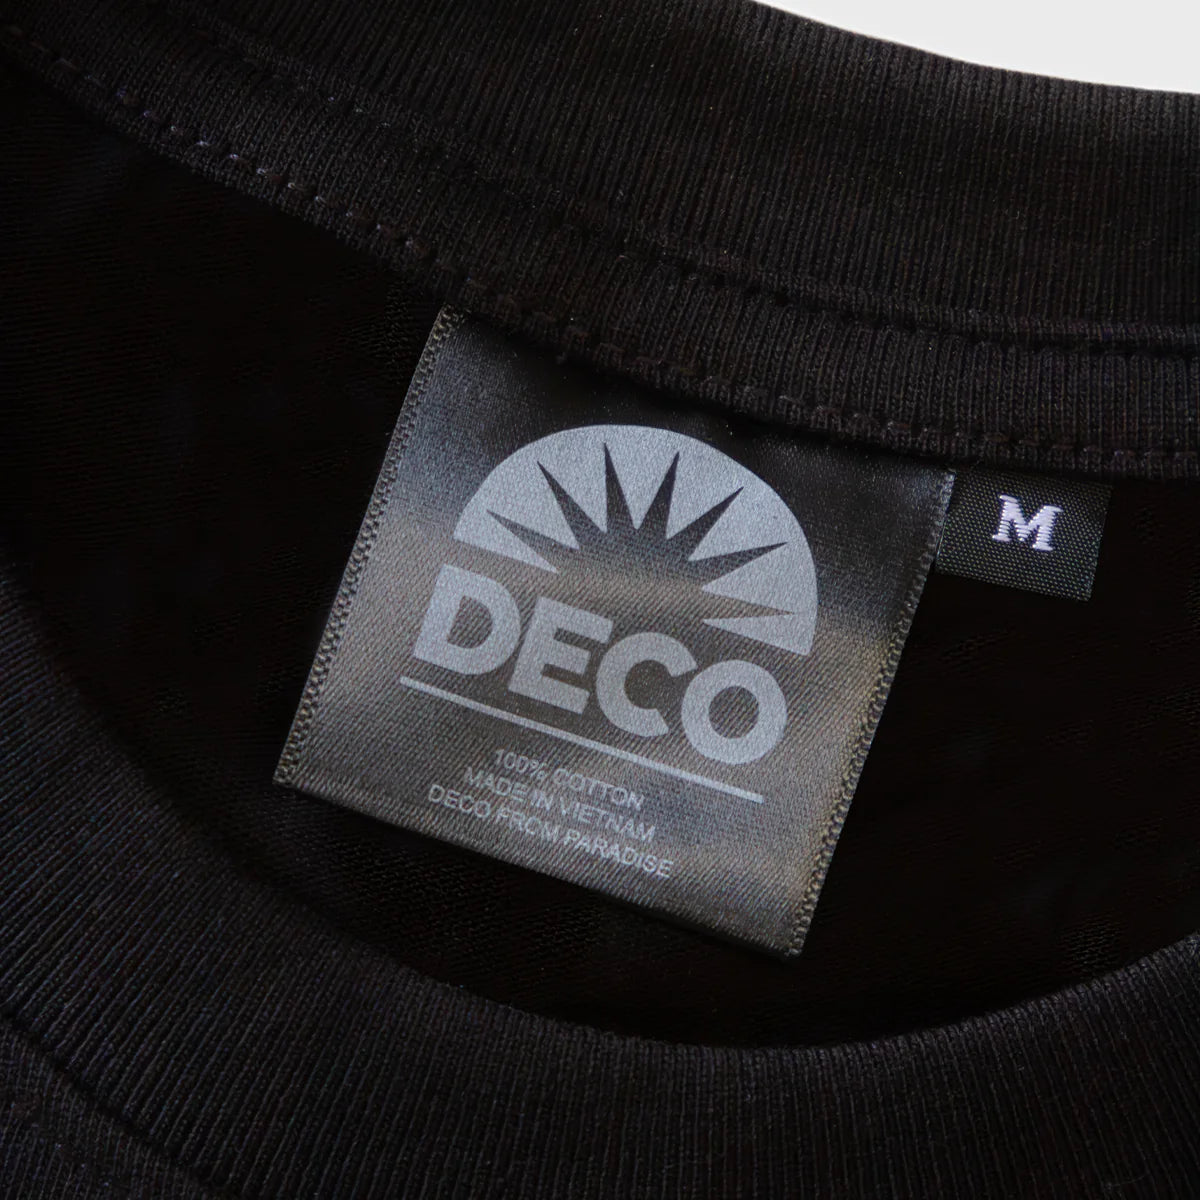 DECO
100% COTTON
MADE IN VIETNAM
DECO FROM PARADISE
M